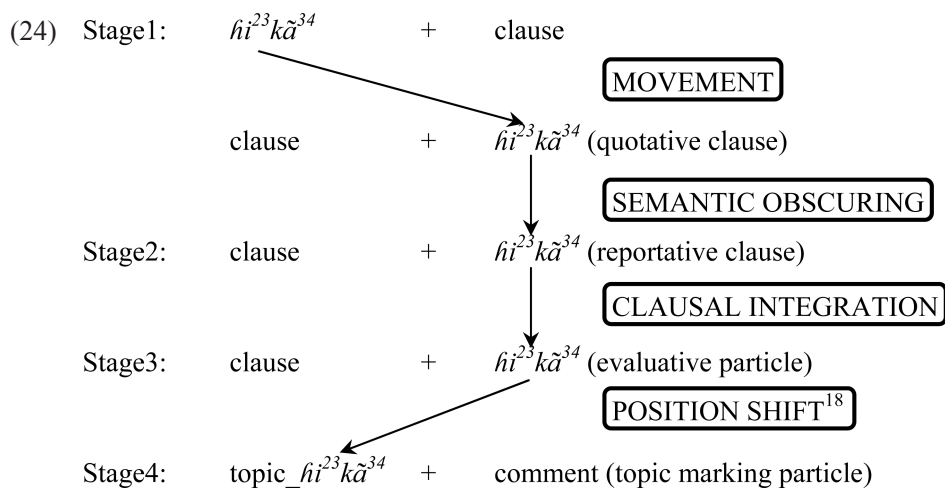 (24) Stage1: ɦi²³kã³⁴ + clause
MOVEMENT
clause + ɦi²³kã³⁴ (quotative clause)
SEMANTIC OBSCURING
Stage2: clause + ɦi²³kã³⁴ (reportative clause)
CLAUSAL INTEGRATION
Stage3: clause + ɦi²³kã³⁴ (evaluative particle)
POSITION SHIFT¹⁸
Stage4: topic_ɦi²³kã³⁴ + comment (topic marking particle)